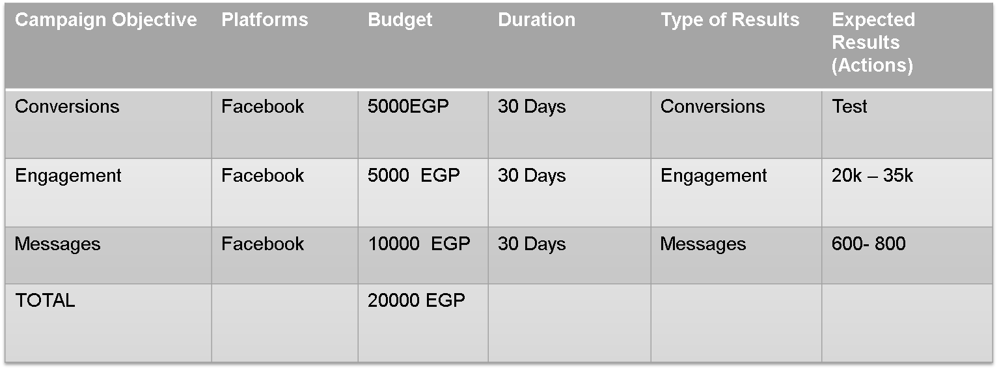 Campaign Objective Platforms Budget Duration Type of Results Expected
Results
(Actions)
Conversions Facebook 5000EGP 30 Days Conversions Test
Engagement Facebook 5000  EGP 30 Days Engagement 20k – 35k
Messages Facebook 10000  EGP 30 Days Messages 600- 800
TOTAL 20000 EGP